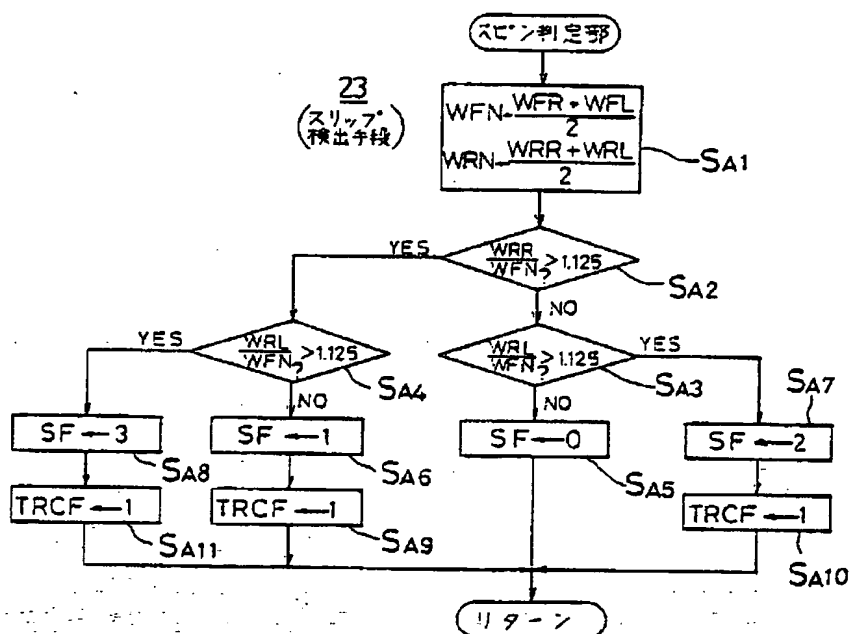 スピン判定部
23
(スリップ
検出手段)
WFN← WFR + WFL / 2
WRN← WRR + WRL / 2
SA1
YES
WRR / WFN > 1.125 ?
SA2
NO
YES
WRL / WFN > 1.125 ?
SA4
NO
WRL / WFN > 1.125 ?
YES
SA3
NO
SA7
SF ← 3
SA8
SF ← 1
SA6
SF ← 0
SA5
SF ← 2
TRCF ← 1
SA11
TRCF ← 1
SA9
TRCF ← 1
SA10
リターン